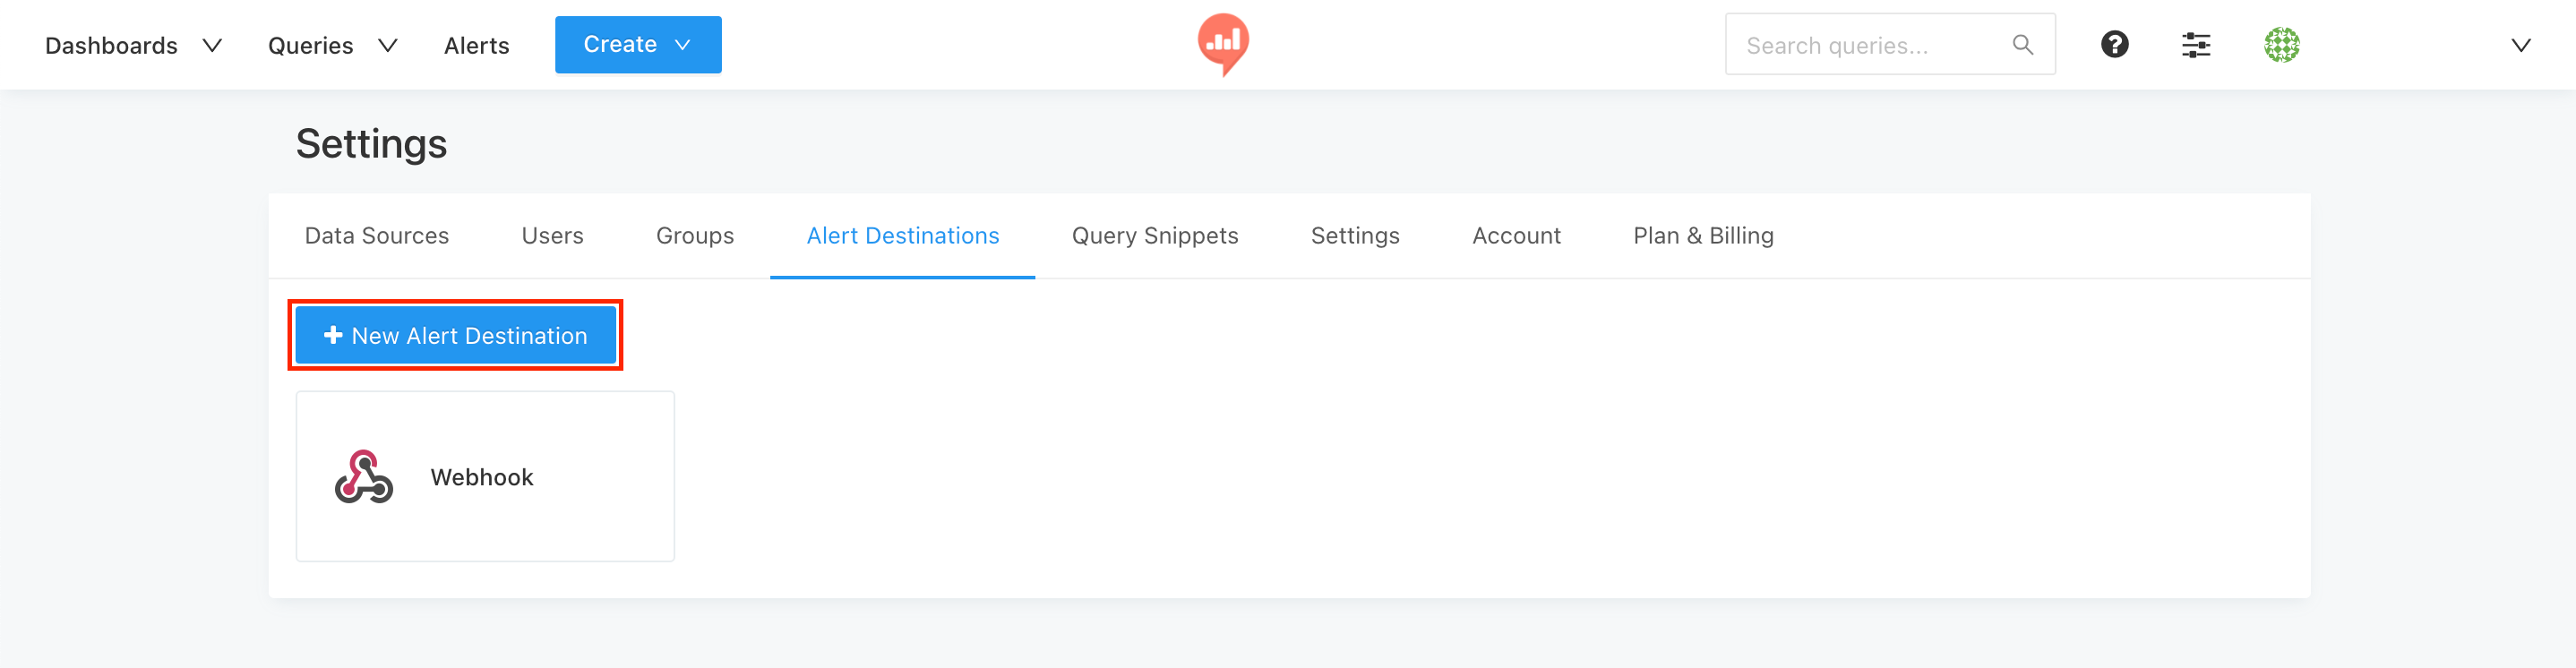 Dashboards Queries Alerts Create Search queries...
Settings
Data Sources Users Groups Alert Destinations Query Snippets Settings Account Plan & Billing
New Alert Destination
Webhook